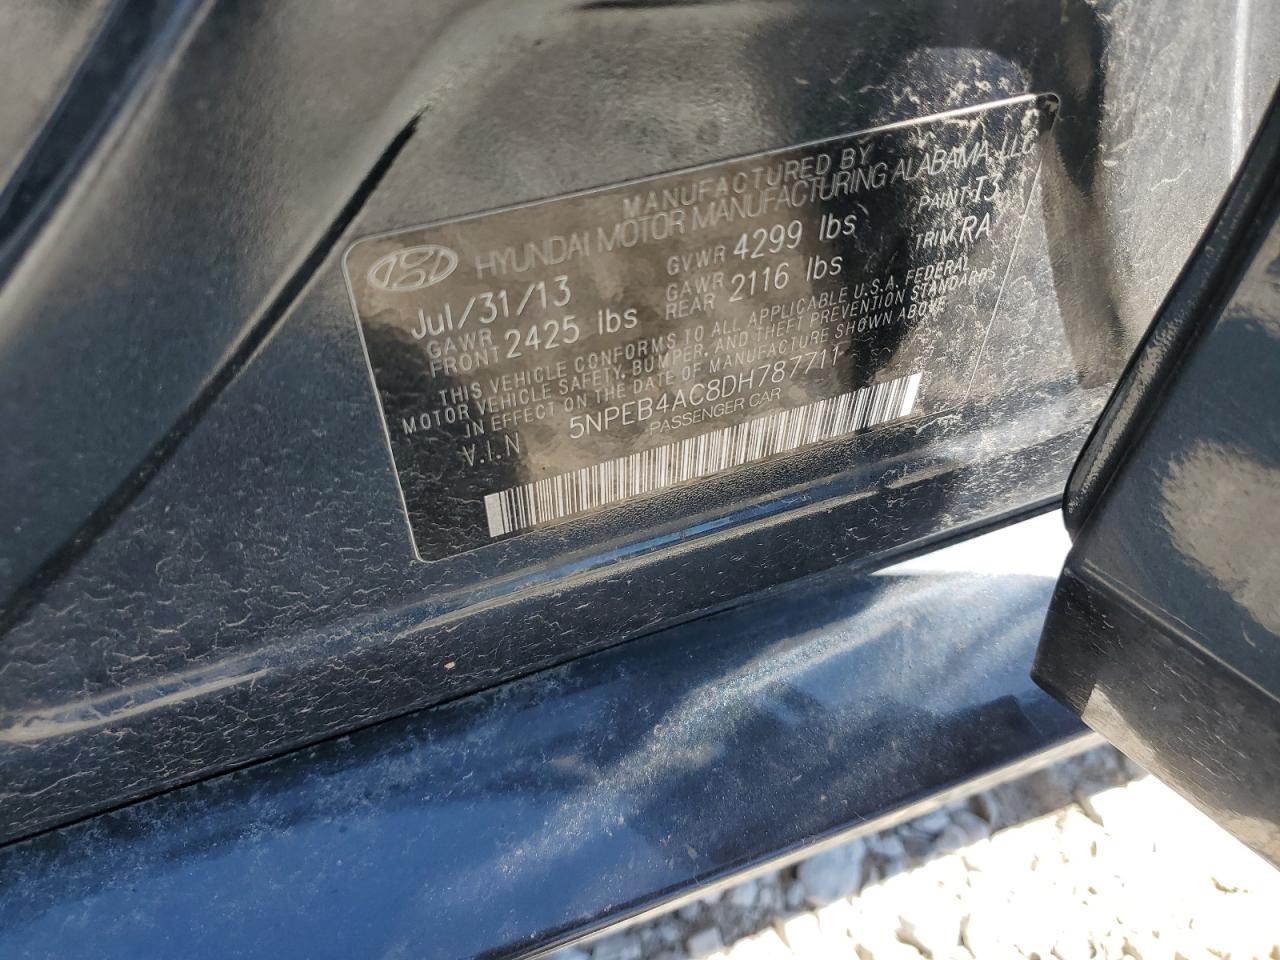 MANUFACTURED BY
HYUNDAI MOTOR MANUFACTURING ALABAMA, LLC
Jul/31/13 GVWR 4299 lbs PAINT:T3
GAWR FRONT 2425 lbs GAWR REAR 2116 lbs TRIM:RA
THIS VEHICLE CONFORMS TO ALL APPLICABLE U.S.A. FEDERAL
MOTOR VEHICLE SAFETY, BUMPER, AND THEFT PREVENTION STANDARDS
IN EFFECT ON THE DATE OF MANUFACTURE SHOWN ABOVE
V.I.N 5NPEB4AC8DH787711
PASSENGER CAR